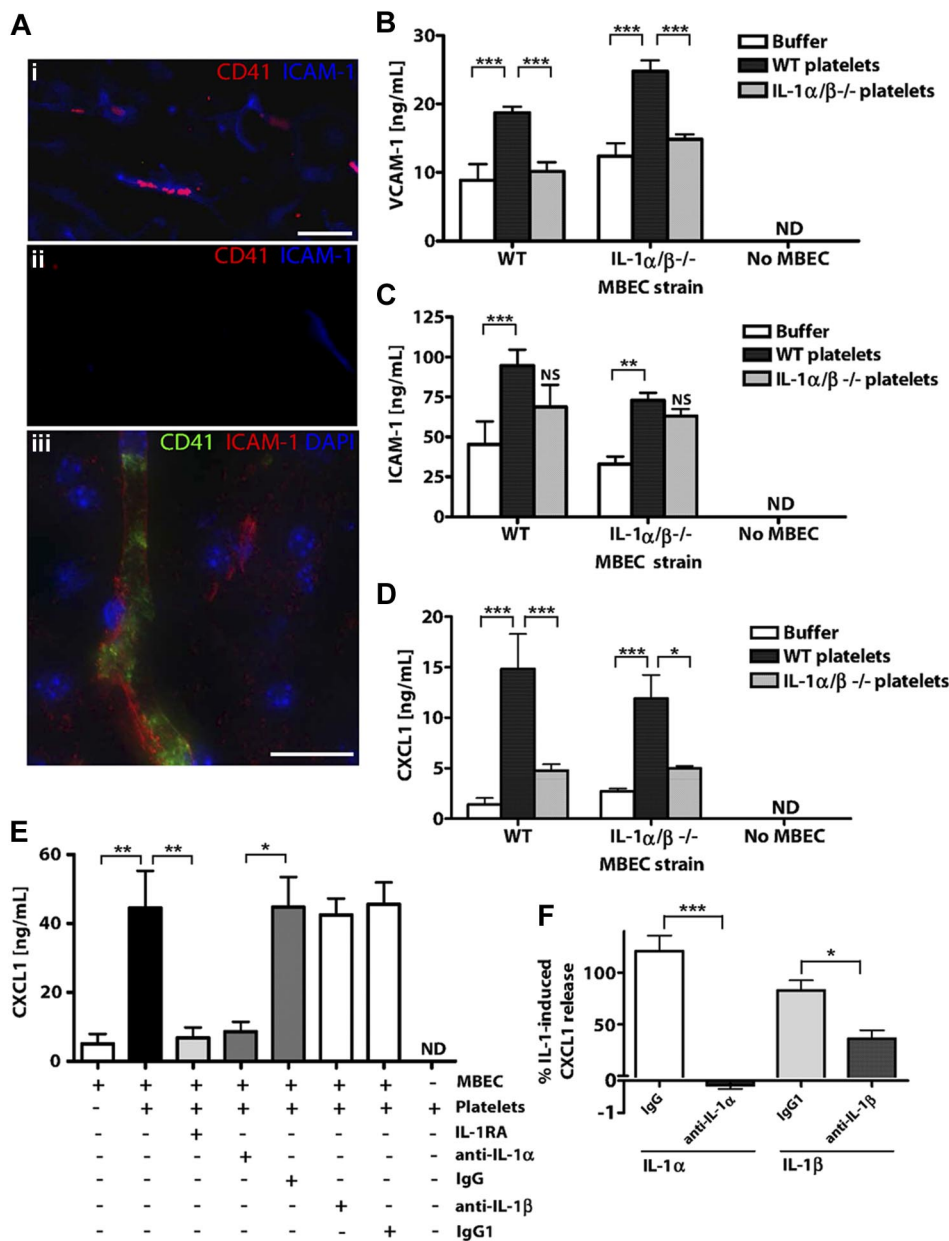 A
i
CD41 ICAM-1
ii
CD41 ICAM-1
iii
CD41 ICAM-1 DAPI
B
VCAM-1 [ng/mL]
30
20
10
0
*** ***
*** ***
ND
WT
IL-1α/β-/-
No MBEC
MBEC strain
Buffer
WT platelets
IL-1α/β-/- platelets
C
ICAM-1 [ng/mL]
125
100
75
50
25
0
***
NS
**
NS
ND
WT
IL-1α/β-/-
No MBEC
MBEC strain
Buffer
WT platelets
IL-1α/β -/- platelets
D
CXCL1 [ng/mL]
20
15
10
5
0
*** ***
*** *
ND
WT
IL-1α/β -/-
No MBEC
MBEC strain
Buffer
WT platelets
IL-1α/β -/- platelets
E
CXCL1 [ng/mL]
60
40
20
0
** **
*
ND
+ + + + + + + - MBEC
- + + + + + + + Platelets
- - + - - - - - IL-1RA
- - - + - - - - anti-IL-1α
- - - - + - - - IgG
- - - - - + - - anti-IL-1β
- - - - - - + - IgG1
F
% IL-1-induced
CXCL1 release
100
50
0
-1
***
*
IgG
anti-IL-1α
IgG1
anti-IL-1β
IL-1α
IL-1β